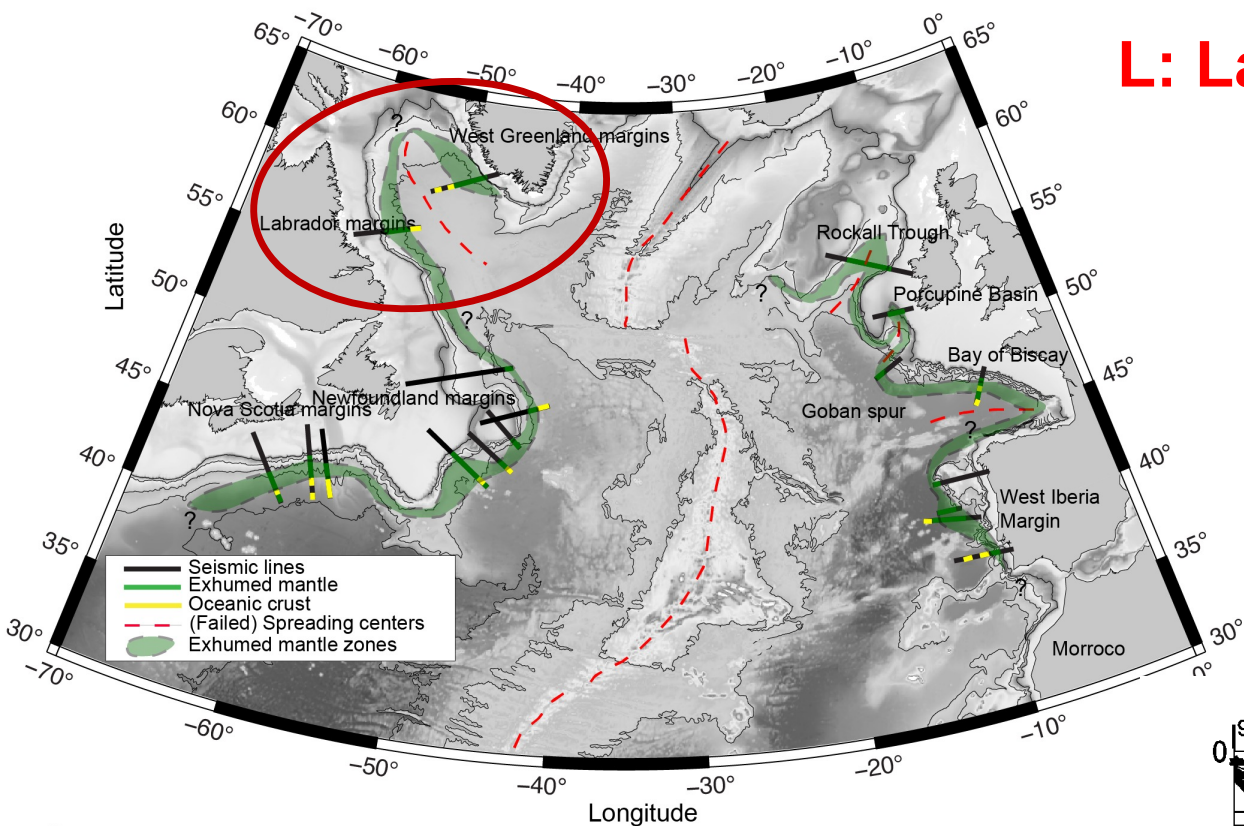 −70°
−60°
−50°
−40°
−30°
−20°
−10°
0°
65°
60°
55°
50°
45°
40°
35°
30°
65°
60°
55°
50°
45°
40°
35°
30°
−70°
−60°
−50°
−40°
−30°
−20°
−10°
0°
L: La
Latitude
Longitude
?
West Greenland margins
Labrador margins
Rockall Trough
?
Porcupine Basin
?
Bay of Biscay
Newfoundland margins
Nova Scotia margins
Goban spur
?
West Iberia
Margin
?
?
Morroco
Seismic lines
Exhumed mantle
Oceanic crust
(Failed) Spreading centers
Exhumed mantle zones
0